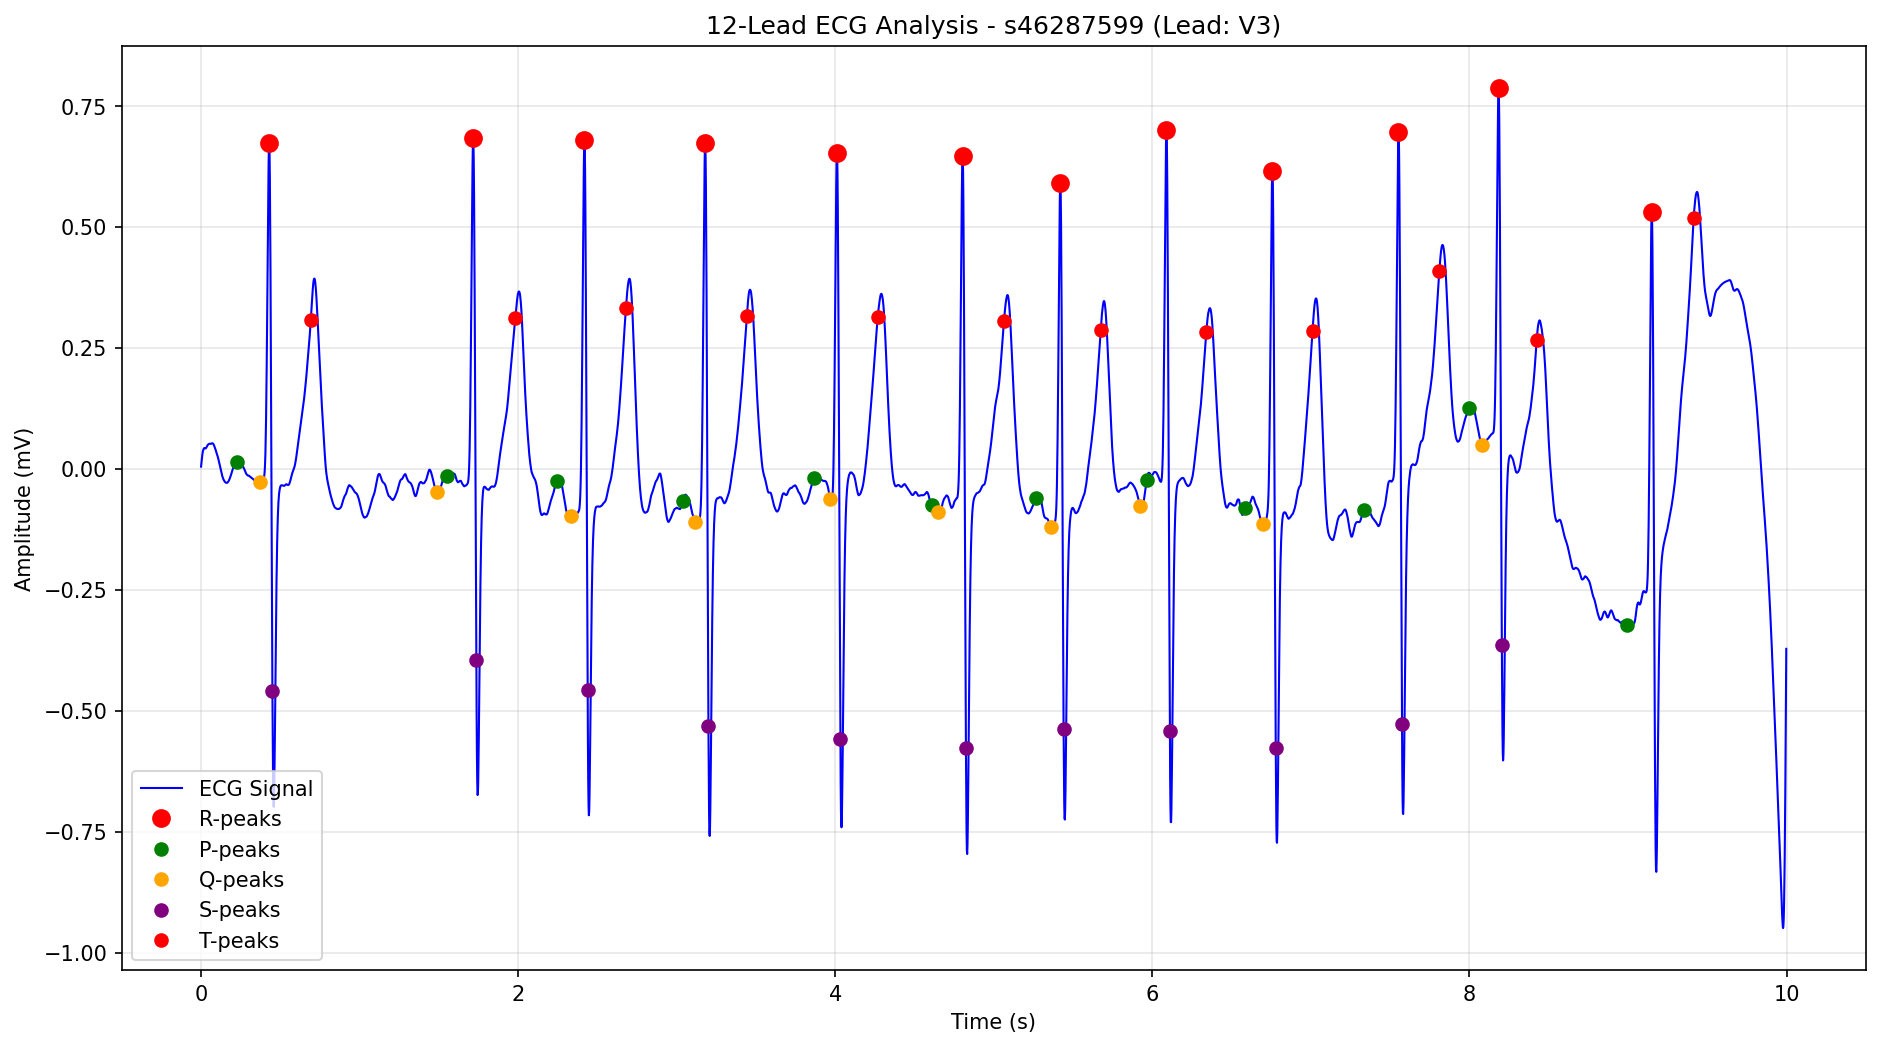 12-Lead ECG Analysis - s46287599 (Lead: V3)
Amplitude (mV)
0.75
0.50
0.25
0.00
−0.25
−0.50
−0.75
−1.00
ECG Signal
R-peaks
P-peaks
Q-peaks
S-peaks
T-peaks
0 2 4 6 8 10
Time (s)